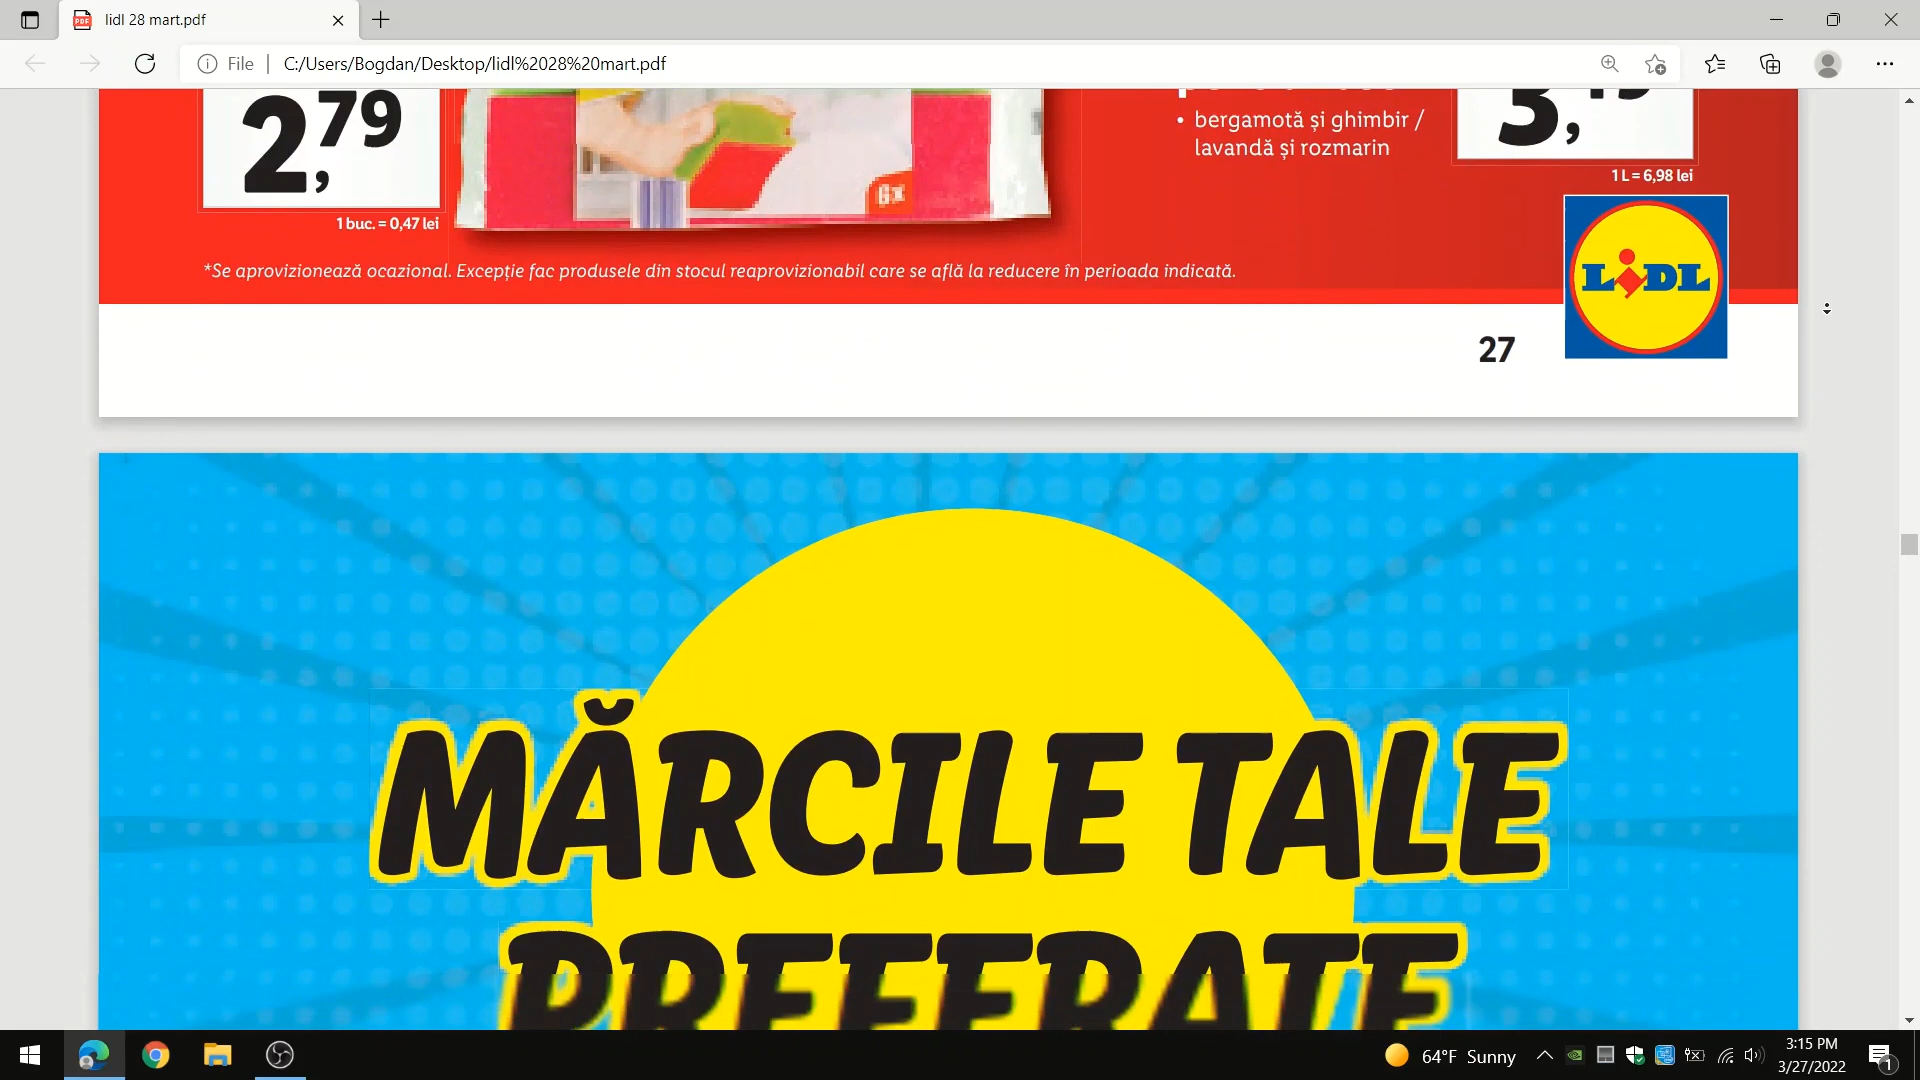 lidl 28 mart.pdf
File
C:/Users/Bogdan/Desktop/lidl%2028%20mart.pdf
2,79
1 buc. = 0,47 lei
6x
• bergamotă și ghimbir /
lavandă și rozmarin
1 L = 6,98 lei
*Se aprovizionează ocazional. Excepție fac produsele din stocul reaprovizionabil care se află la reducere în perioada indicată.
LIDL
27
MĂRCILE TALE
PREFERATE
64°F Sunny
3:15 PM
3/27/2022
1